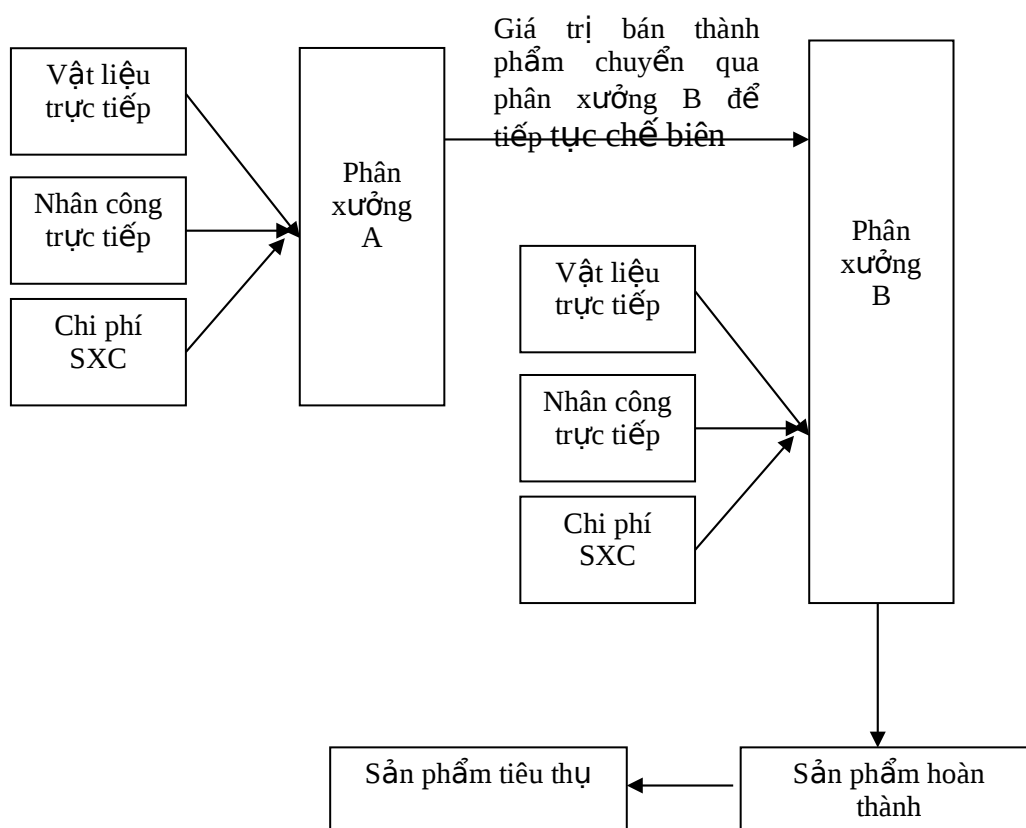 Vật liệu
trực tiếp
Nhân công
trực tiếp
Chi phí
SXC
Phân
xưởng
A
Giá trị bán thành
phẩm chuyển qua
phân xưởng B để
tiếp tục chế biên
Vật liệu
trực tiếp
Nhân công
trực tiếp
Chi phí
SXC
Phân
xưởng
B
Sản phẩm tiêu thụ
Sản phẩm hoàn
thành